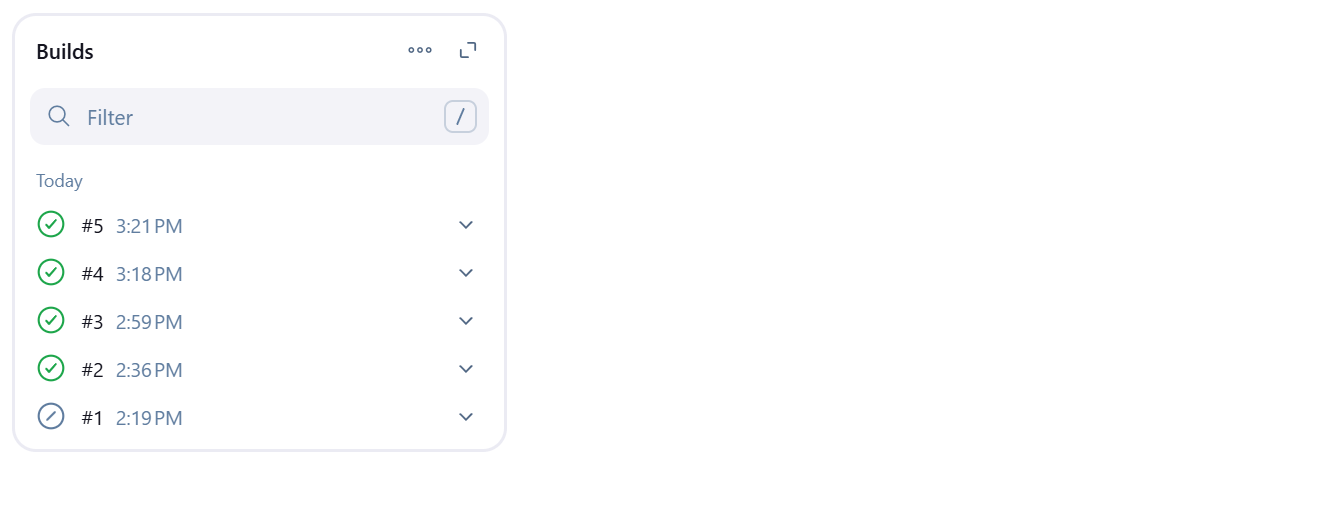 Builds
Filter /
Today
#5 3:21 PM
#4 3:18 PM
#3 2:59 PM
#2 2:36 PM
#1 2:19 PM